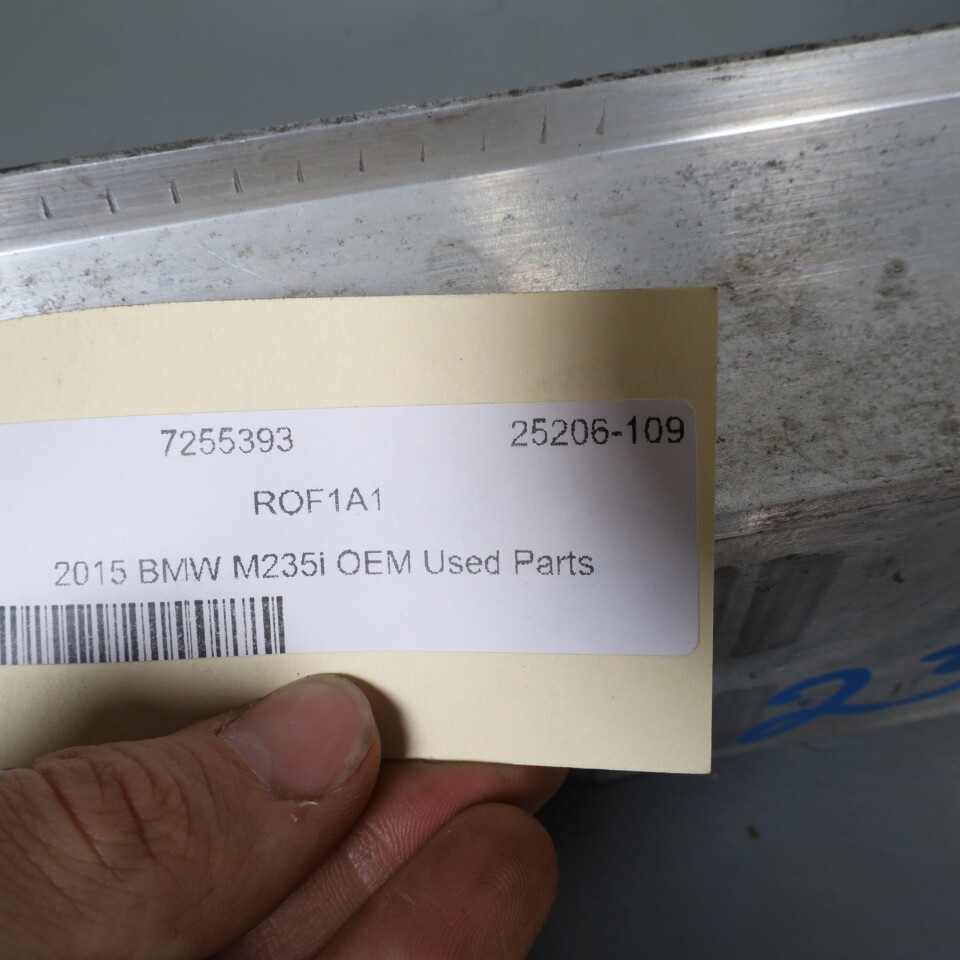 7255393 25206-109
ROF1A1
2015 BMW M235i OEM Used Parts